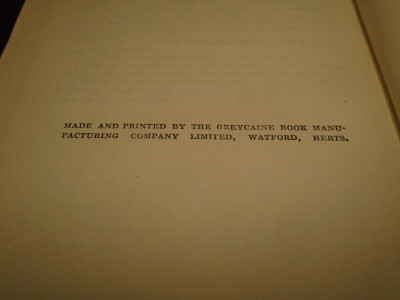 MADE AND PRINTED BY THE GREYCAINE BOOK MANU-
FACTURING COMPANY LIMITED, WATFORD, HERTS.